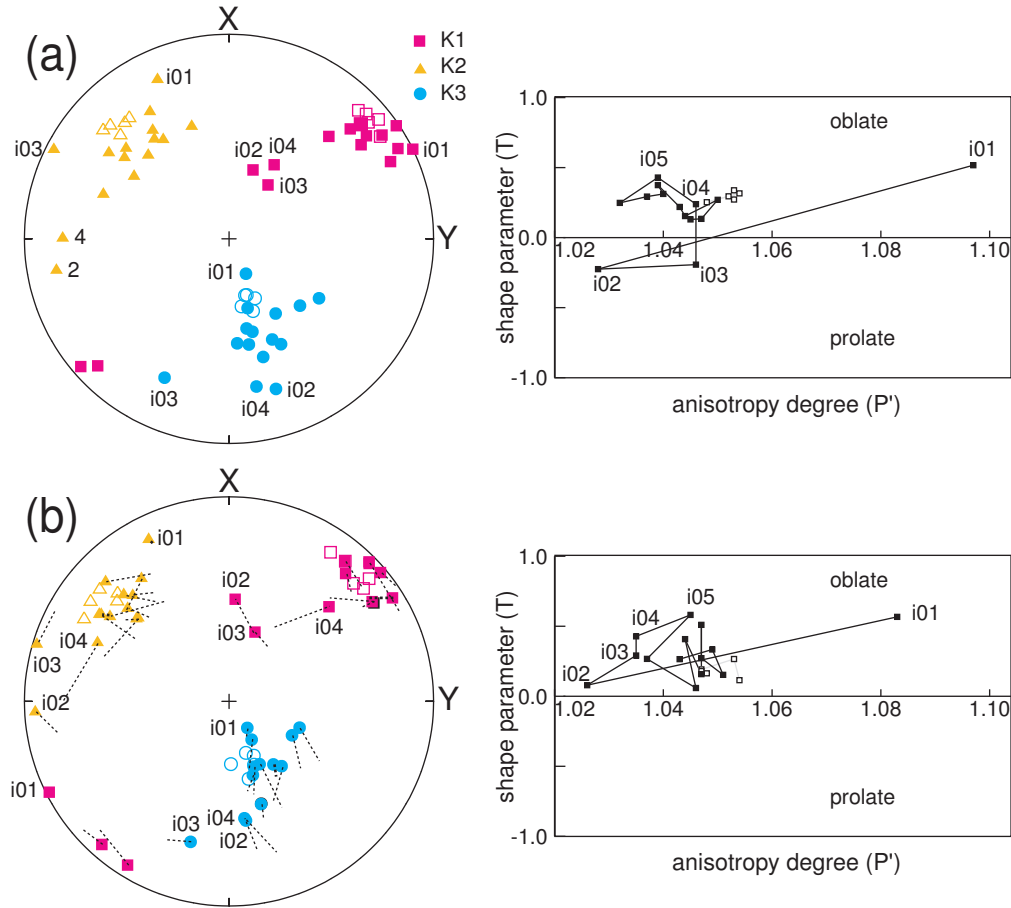 (a)
X
K1
K2
K3
i01
i03
i02
i04
i03
i01
4
2
Y
i01
i03
i04
i02
1.0
0.0
-1.0
shape parameter (T)
oblate
i01
i05
i04
1.02
1.04
1.06
1.08
1.10
i02
i03
prolate
anisotropy degree (P')
(b)
X
i01
i02
i03
i04
i04
i03
i02
Y
i01
i01
i03
i04
i02
1.0
0.0
-1.0
shape parameter (T)
oblate
i05
i04
i01
i03
i02
1.02
1.04
1.06
1.08
1.10
prolate
anisotropy degree (P')